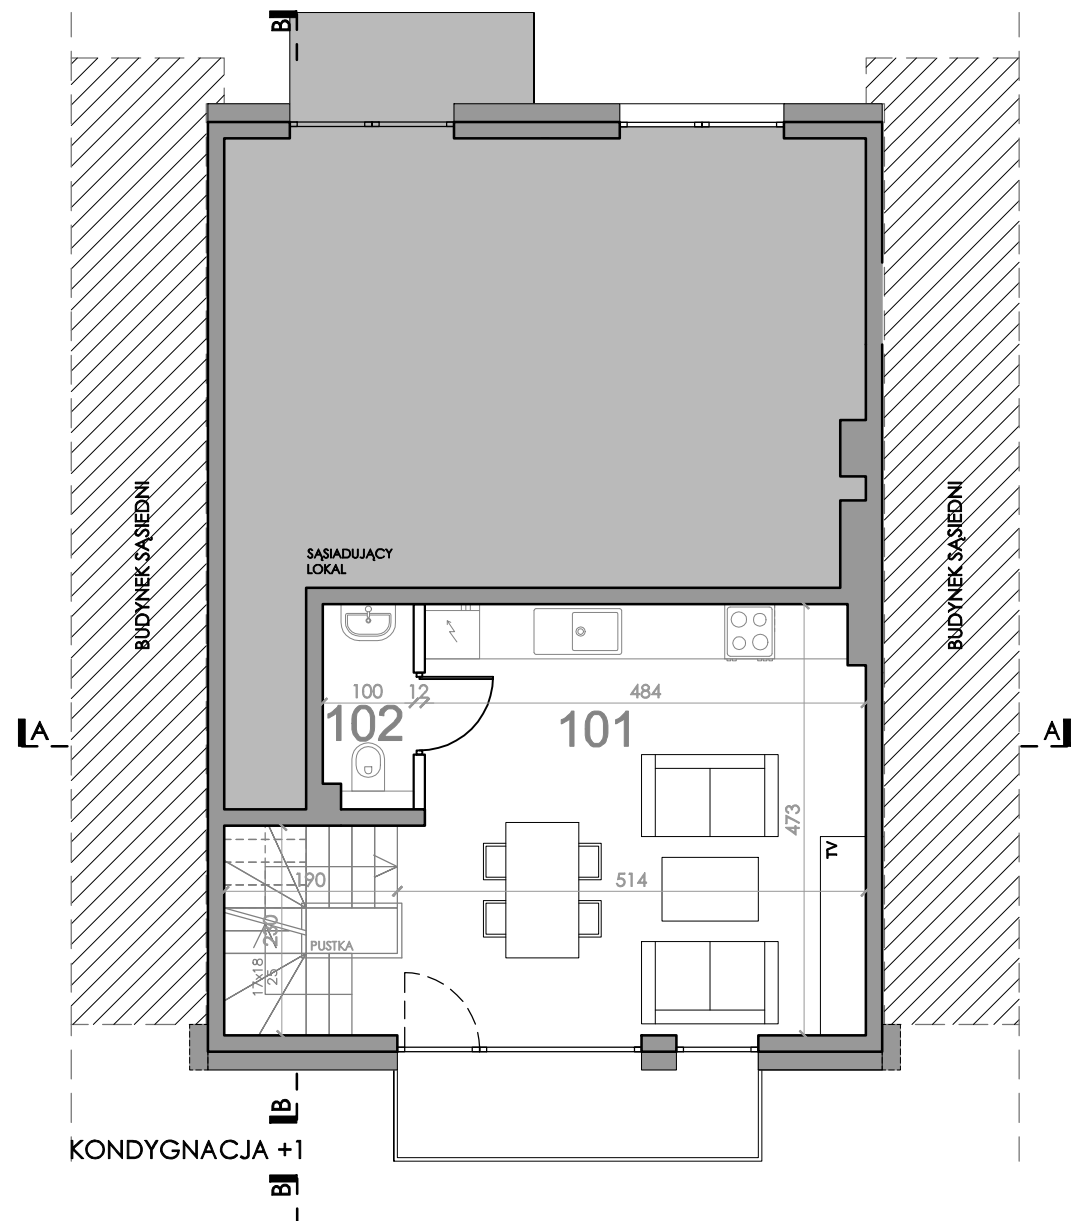 B
BUDYNEK SĄSIEDNI
BUDYNEK SĄSIEDNI
SĄSIADUJĄCY
LOKAL
100
12
484
102
101
A
A
473
TV
190
514
230
PUSTKA
17x18
25
B
KONDYGNACJA +1
B